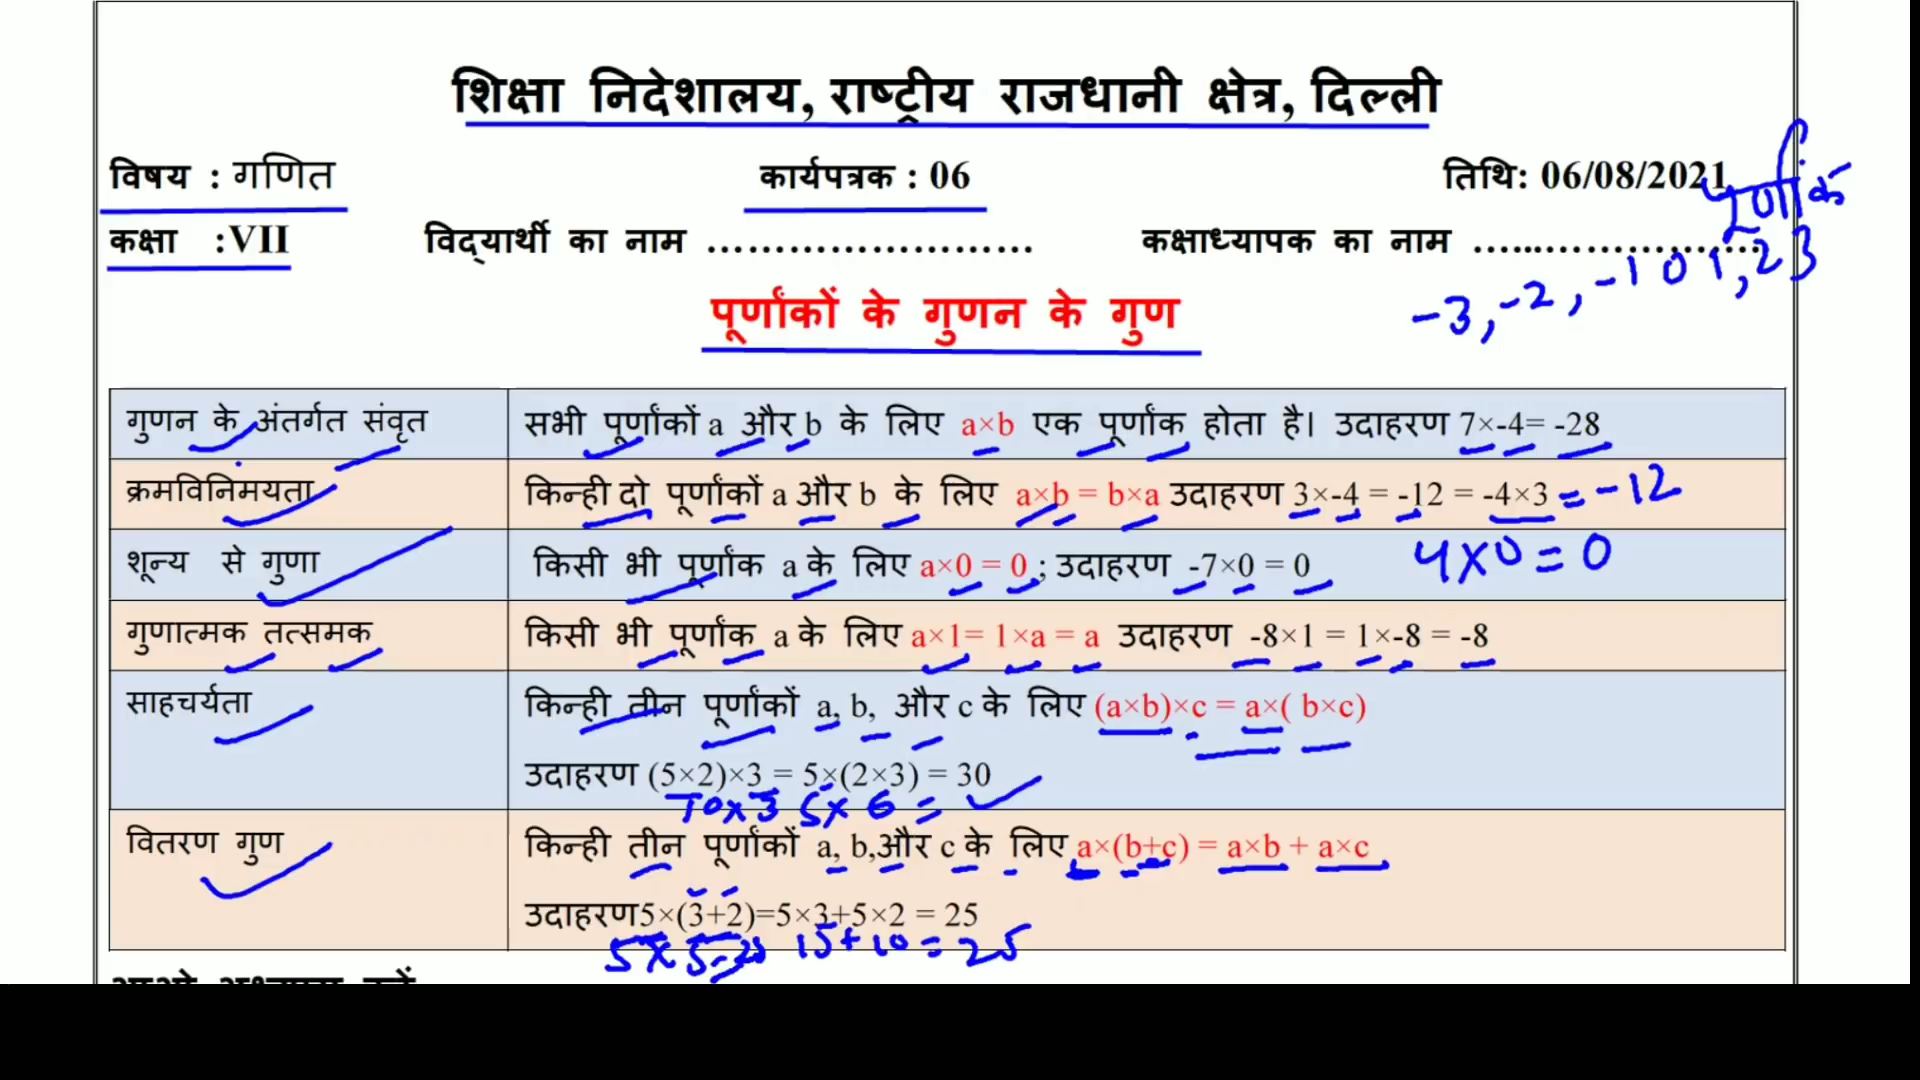 शिक्षा निदेशालय, राष्ट्रीय राजधानी क्षेत्र, दिल्ली
विषय : गणित कार्यपत्रक : 06 तिथि: 06/08/2021
पूर्णांक
कक्षा :VII विद्यार्थी का नाम ........................ कक्षाध्यापक का नाम ........................
-3, -2, -1 0 1, 2 3
पूर्णांकों के गुणन के गुण
गुणन के अंतर्गत संवृत सभी पूर्णांकों a और b के लिए a×b एक पूर्णांक होता है। उदाहरण 7×-4= -28
क्रमविनिमयता किन्ही दो पूर्णांकों a और b के लिए a×b = b×a उदाहरण 3×-4 = -12 = -4×3 = -12
शून्य से गुणा किसी भी पूर्णांक a के लिए a×0 = 0 ; उदाहरण -7×0 = 0 4×0=0
गुणात्मक तत्समक किसी भी पूर्णांक a के लिए a×1= 1×a = a उदाहरण -8×1 = 1×-8 = -8
साहचर्यता किन्ही तीन पूर्णांकों a, b, और c के लिए (a×b)×c = a×( b×c)
उदाहरण (5×2)×3 = 5×(2×3) = 30
10×3 5×6 =
वितरण गुण किन्ही तीन पूर्णांकों a, b,और c के लिए a×(b+c) = a×b + a×c
उदाहरण5×(3+2)=5×3+5×2 = 25
5×5=25 15+10=25